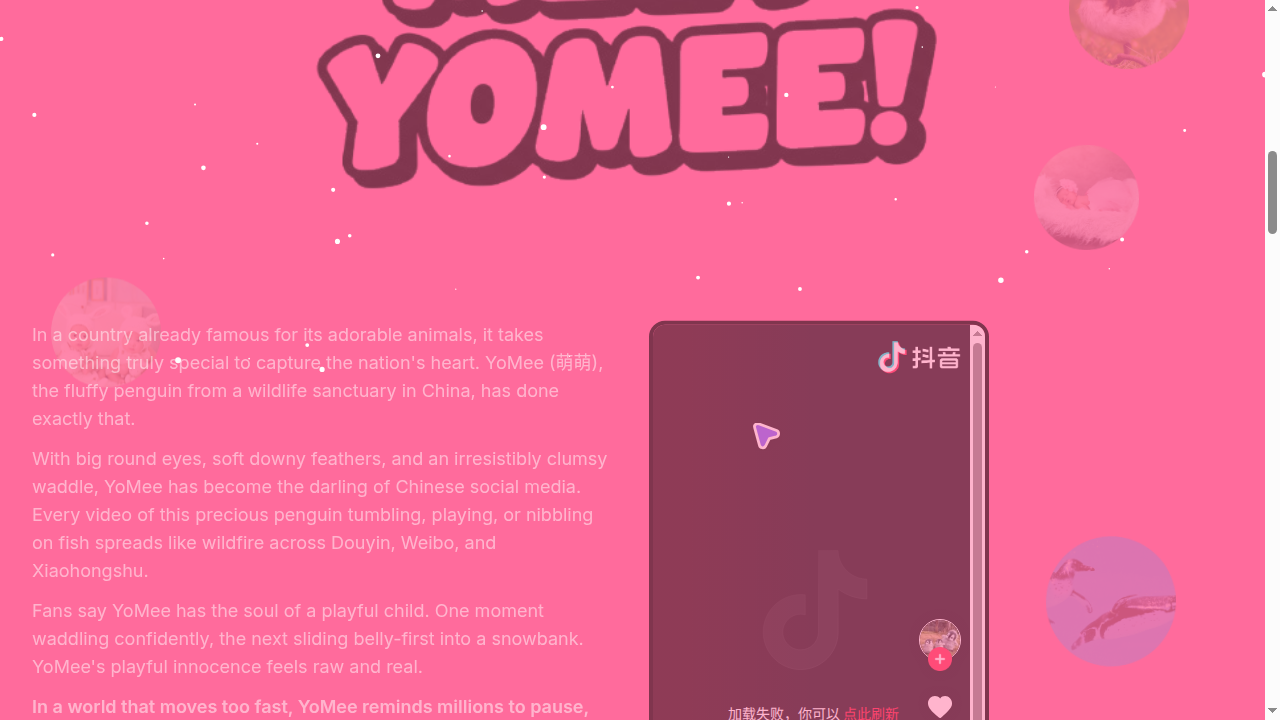 YOMEE!
In a country already famous for its adorable animals, it takes
something truly special to capture the nation's heart. YoMee (萌萌),
the fluffy penguin from a wildlife sanctuary in China, has done
exactly that.
With big round eyes, soft downy feathers, and an irresistibly clumsy
waddle, YoMee has become the darling of Chinese social media.
Every video of this precious penguin tumbling, playing, or nibbling
on fish spreads like wildfire across Douyin, Weibo, and
Xiaohongshu.
Fans say YoMee has the soul of a playful child. One moment
waddling confidently, the next sliding belly-first into a snowbank.
YoMee's playful innocence feels raw and real.
In a world that moves too fast, YoMee reminds millions to pause,
抖音
加载失败，你可以 点此刷新